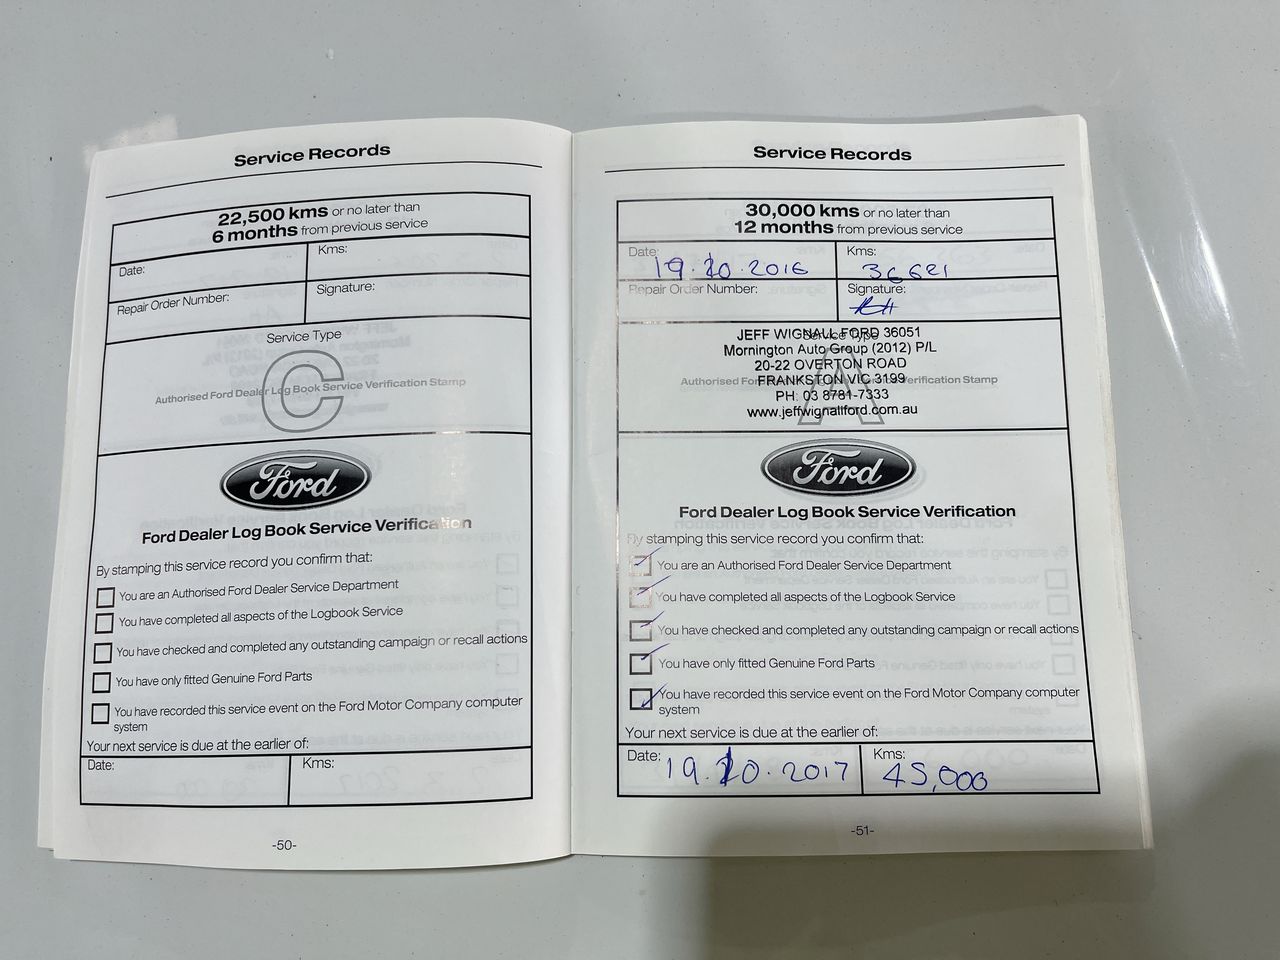 Service Records
22,500 kms or no later than
6 months from previous service
Date:
Kms:
Repair Order Number:
Signature:
Service Type
C
Authorised Ford Dealer Log Book Service Verification Stamp
Ford
Ford Dealer Log Book Service Verification
By stamping this service record you confirm that:
You are an Authorised Ford Dealer Service Department
You have completed all aspects of the Logbook Service
You have checked and completed any outstanding campaign or recall actions
You have only fitted Genuine Ford Parts
You have recorded this service event on the Ford Motor Company computer
system
Your next service is due at the earlier of:
Date:
Kms:
-50-
Service Records
30,000 kms or no later than
12 months from previous service
Date: 19.10.2016
Kms: 36621
Repair Order Number:
Signature:
Service Type
JEFF WIGNALL FORD 36051
Mornington Auto Group (2012) P/L
20-22 OVERTON ROAD
FRANKSTON VIC 3199
PH: 03 8781-7333
www.jeffwignallford.com.au
A
Authorised Ford Dealer Log Book Service Verification Stamp
Ford
Ford Dealer Log Book Service Verification
By stamping this service record you confirm that:
You are an Authorised Ford Dealer Service Department
You have completed all aspects of the Logbook Service
You have checked and completed any outstanding campaign or recall actions
You have only fitted Genuine Ford Parts
You have recorded this service event on the Ford Motor Company computer
system
Your next service is due at the earlier of:
Date: 19.10.2017
Kms: 45,000
-51-